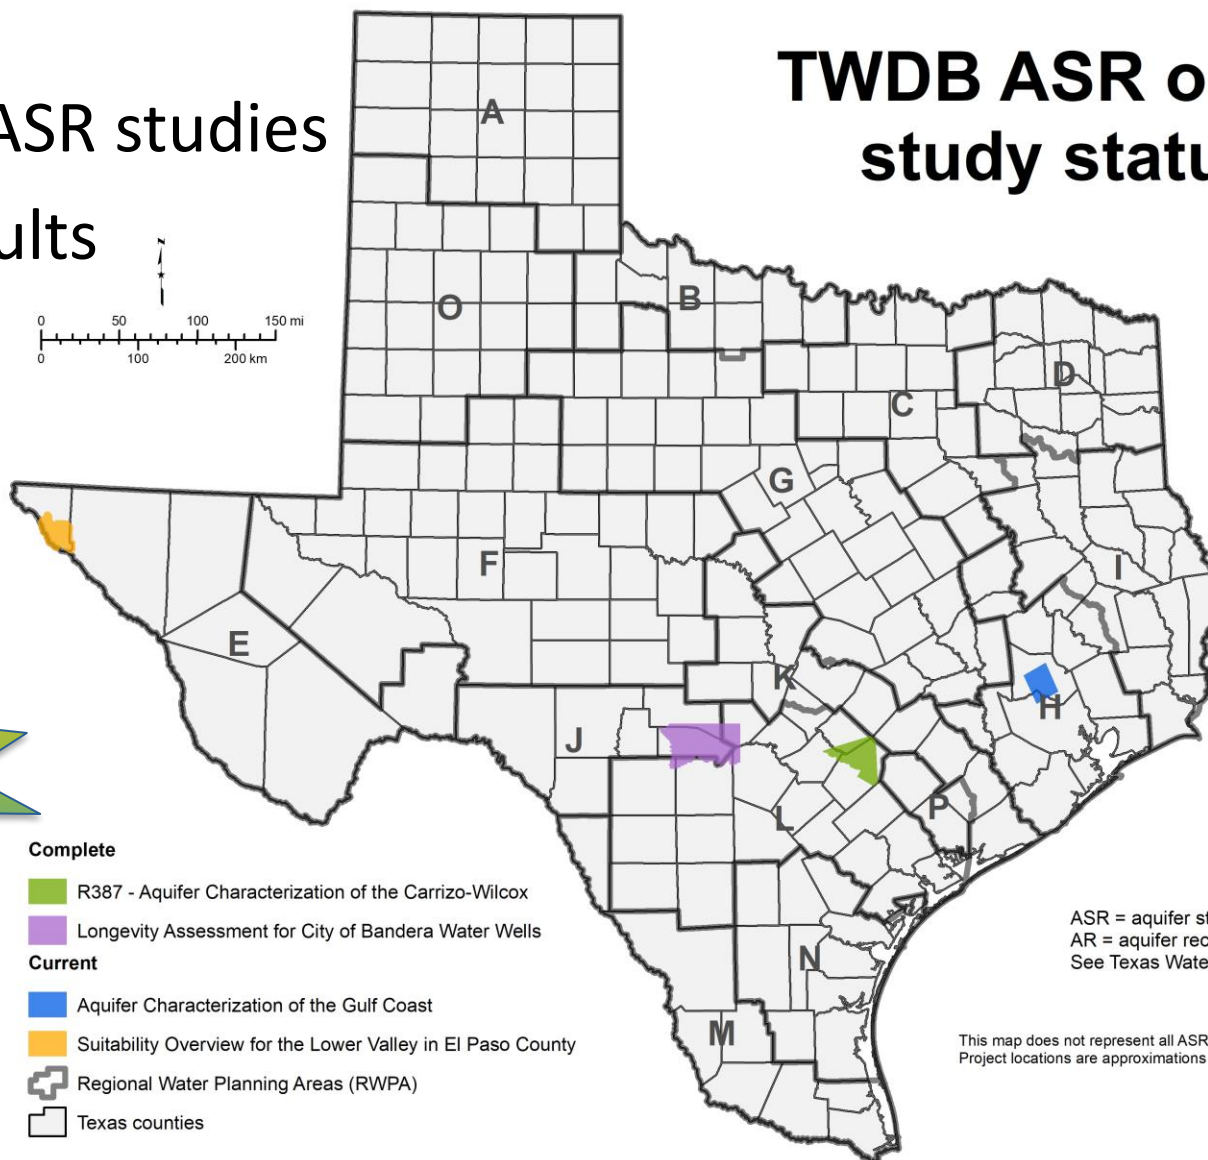 ASR studies
ults
TWDB ASR o
study statu
N
0 50 100 150 mi
0 100 200 km
A
B
O
D
C
G
F
I
E
K
H
J
P
L
N
M
Complete
R387 - Aquifer Characterization of the Carrizo-Wilcox
Longevity Assessment for City of Bandera Water Wells
Current
Aquifer Characterization of the Gulf Coast
Suitability Overview for the Lower Valley in El Paso County
Regional Water Planning Areas (RWPA)
Texas counties
ASR = aquifer st
AR = aquifer rec
See Texas Wate
This map does not represent all ASR
Project locations are approximations